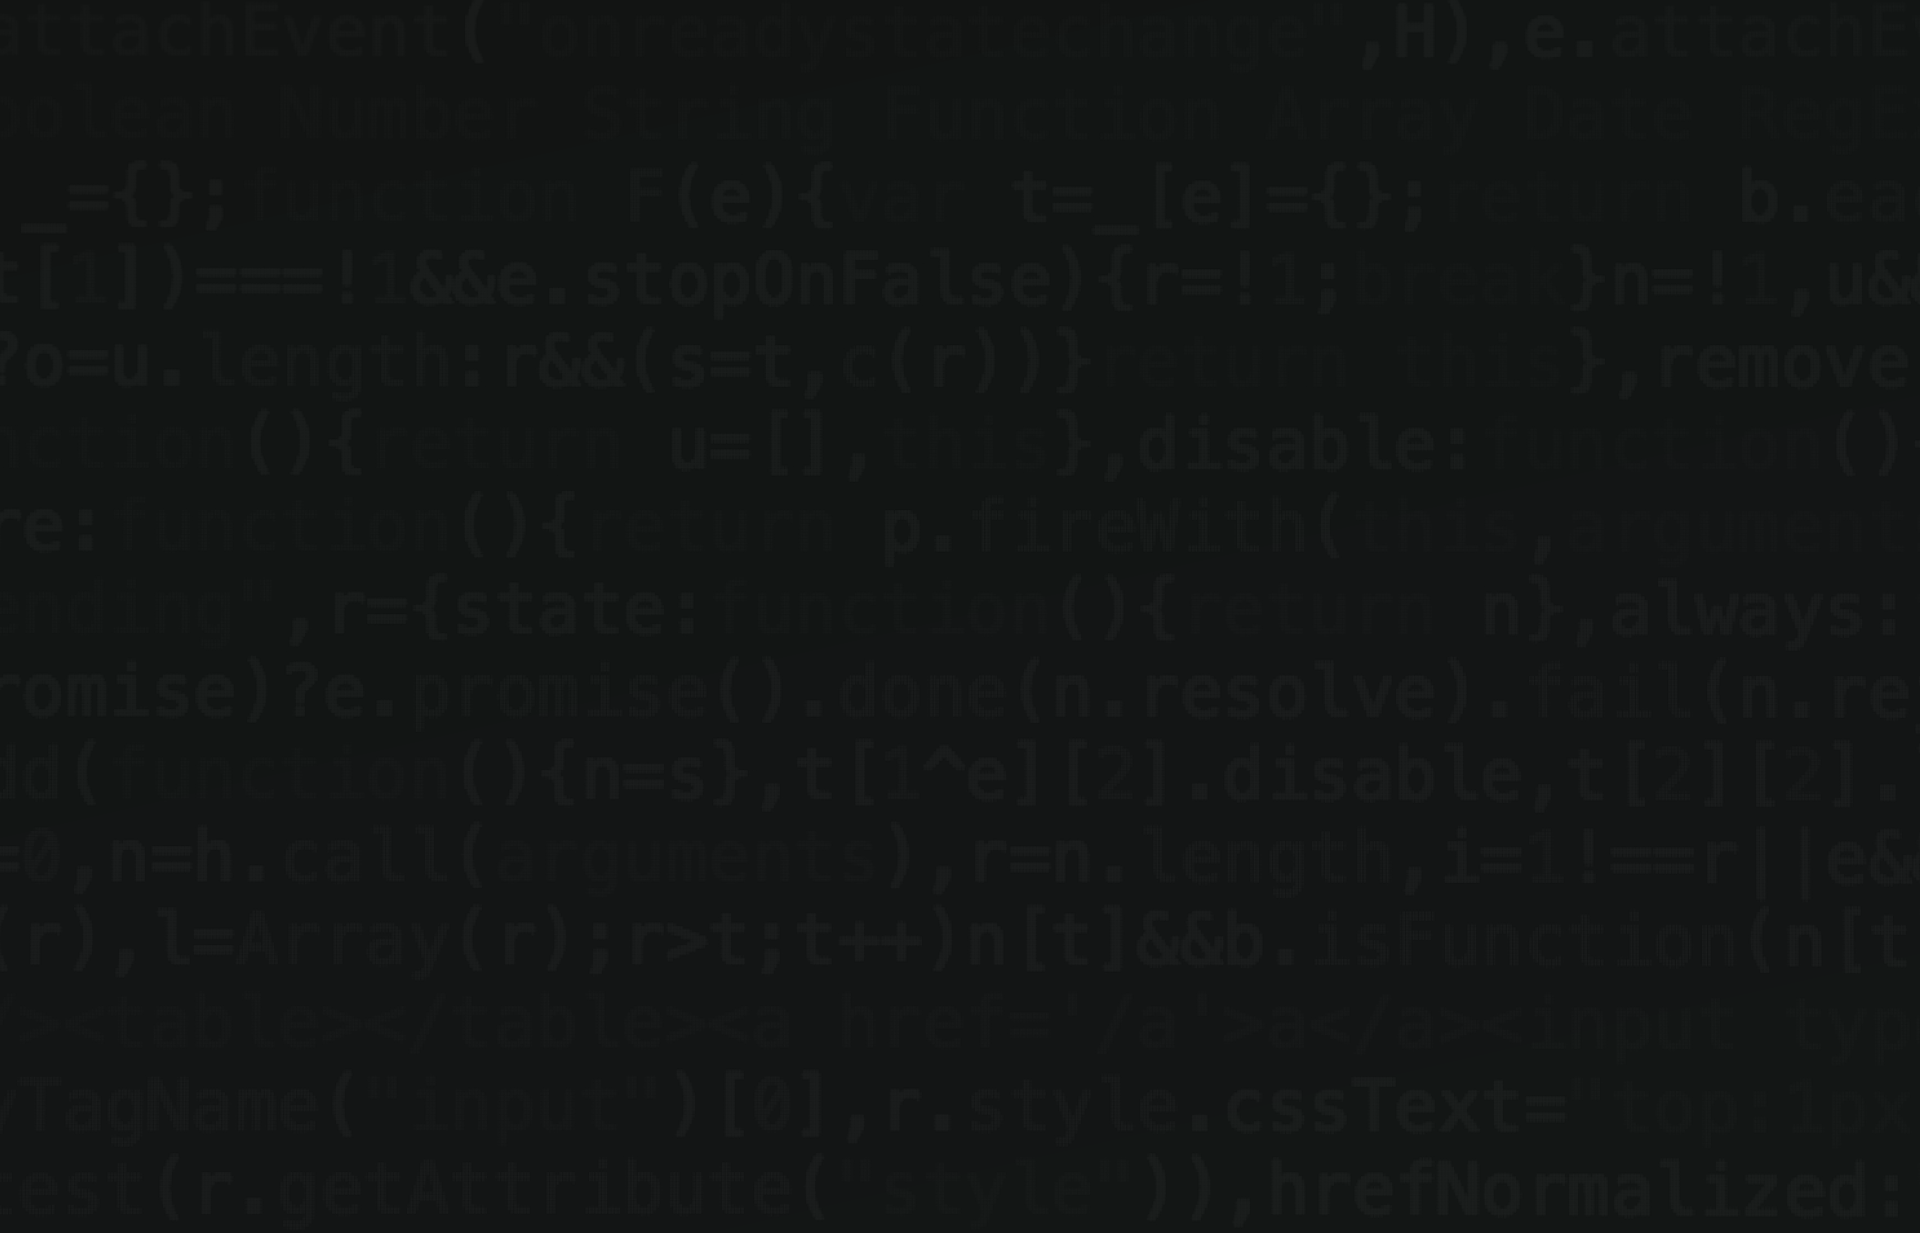 attachEvent("onreadystatechange",H),e.attachEv
oolean Number String Function Array Date RegE
_={};function F(e){var t=_[e]={};return b.ea
t[1])===!1&&e.stopOnFalse){r=!1;break}n=!1,u&&
?o=u.length:r&&(s=t,c(r))}return this},remove
nction(){return u=[],this},disable:function()
re:function(){return p.fireWith(this,argument
ending",r={state:function(){return n},always:
romise)?e.promise().done(n.resolve).fail(n.re
dd(function(){n=s},t[1^e][2].disable,t[2][2].
=0,n=h.call(arguments),r=n.length,i=1!==r||e&&
(r),l=Array(r);r>t;t++)n[t]&&b.isFunction(n[t
><table></table><a href='/a'>a</a><input typ
yTagName("input")[0],r.style.cssText="top:1px
rest(r.getAttribute("style")),hrefNormalized: